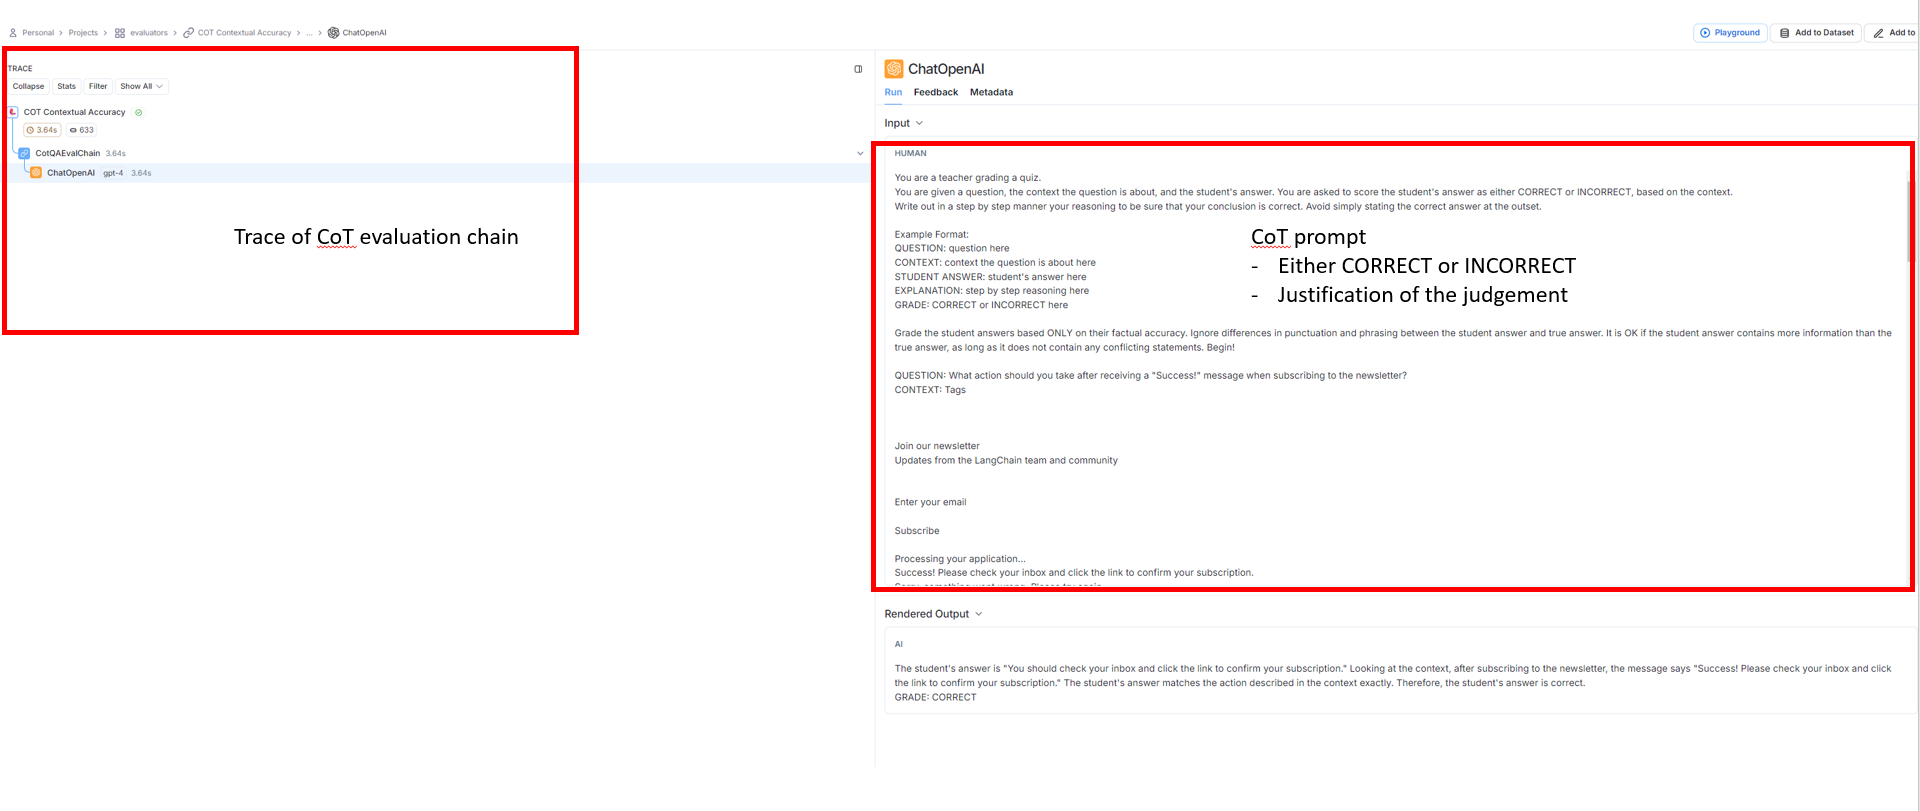 Personal > Projects > evaluators > COT Contextual Accuracy > ... > ChatOpenAI
Playground
Add to Dataset
Add to
TRACE
Collapse Stats Filter Show All
COT Contextual Accuracy
3.64s 633
CotQAEvalChain 3.64s
ChatOpenAI gpt-4 3.64s
Trace of CoT evaluation chain
ChatOpenAI
Run Feedback Metadata
Input
HUMAN
You are a teacher grading a quiz.
You are given a question, the context the question is about, and the student's answer. You are asked to score the student's answer as either CORRECT or INCORRECT, based on the context.
Write out in a step by step manner your reasoning to be sure that your conclusion is correct. Avoid simply stating the correct answer at the outset.
Example Format:
QUESTION: question here
CONTEXT: context the question is about here
STUDENT ANSWER: student's answer here
EXPLANATION: step by step reasoning here
GRADE: CORRECT or INCORRECT here
CoT prompt
- Either CORRECT or INCORRECT
- Justification of the judgement
Grade the student answers based ONLY on their factual accuracy. Ignore differences in punctuation and phrasing between the student answer and true answer. It is OK if the student answer contains more information than the
true answer, as long as it does not contain any conflicting statements. Begin!
QUESTION: What action should you take after receiving a "Success!" message when subscribing to the newsletter?
CONTEXT: Tags
Join our newsletter
Updates from the LangChain team and community
Enter your email
Subscribe
Processing your application...
Success! Please check your inbox and click the link to confirm your subscription.
Sorry, something went wrong. Please try again.
Rendered Output
AI
The student's answer is "You should check your inbox and click the link to confirm your subscription." Looking at the context, after subscribing to the newsletter, the message says "Success! Please check your inbox and click
the link to confirm your subscription." The student's answer matches the action described in the context exactly. Therefore, the student's answer is correct.
GRADE: CORRECT